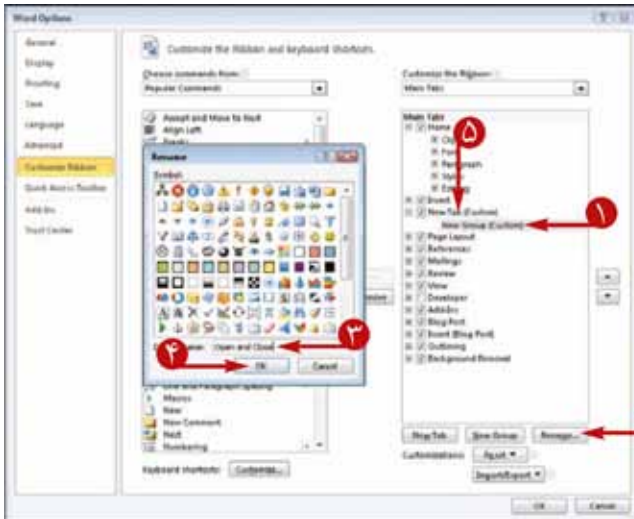 Word Options
General
Display
Proofing
Save
Language
Advanced
Customize Ribbon
Quick Access Toolbar
Add-Ins
Trust Center
Customize the Ribbon and keyboard shortcuts.
Choose commands from:
Popular Commands
Accept and Move to Next
Align Left
Rename
Symbol:
Open and Close
OK
Cancel
Line and Paragraph Spacing
Macros
New
New Comment
Next
Numbering
Keyboard shortcuts:
Customize...
Customize the Ribbon:
Main Tabs
Main Tabs
Home
Paragraph
Insert
New Tab (Custom)
New Group (Custom)
Page Layout
References
Mailings
Review
View
Developer
Add-Ins
Blog Post
Insert (Blog Post)
Outlining
Background Removal
New Tab
New Group
Rename...
Customizations:
Reset
Import/Export
OK
Cancel
۵
۱
۳
۴